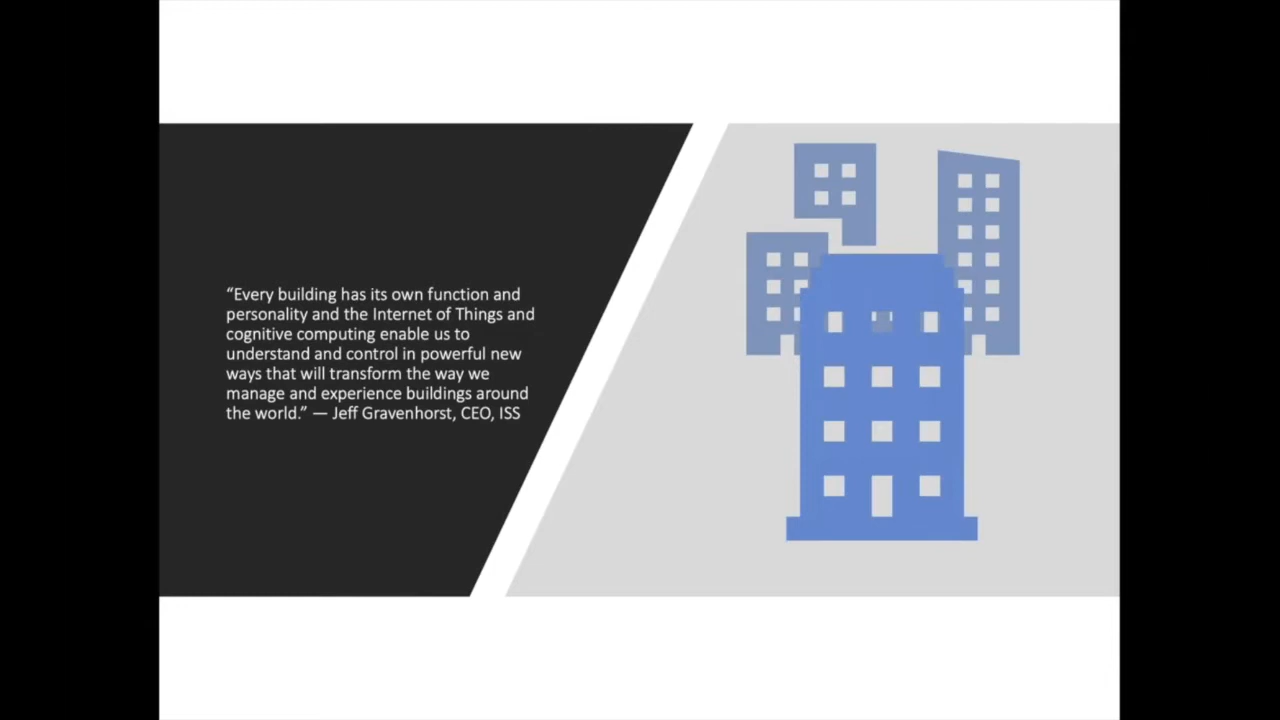 “Every building has its own function and
personality and the Internet of Things and
cognitive computing enable us to
understand and control in powerful new
ways that will transform the way we
manage and experience buildings around
the world.” — Jeff Gravenhorst, CEO, ISS